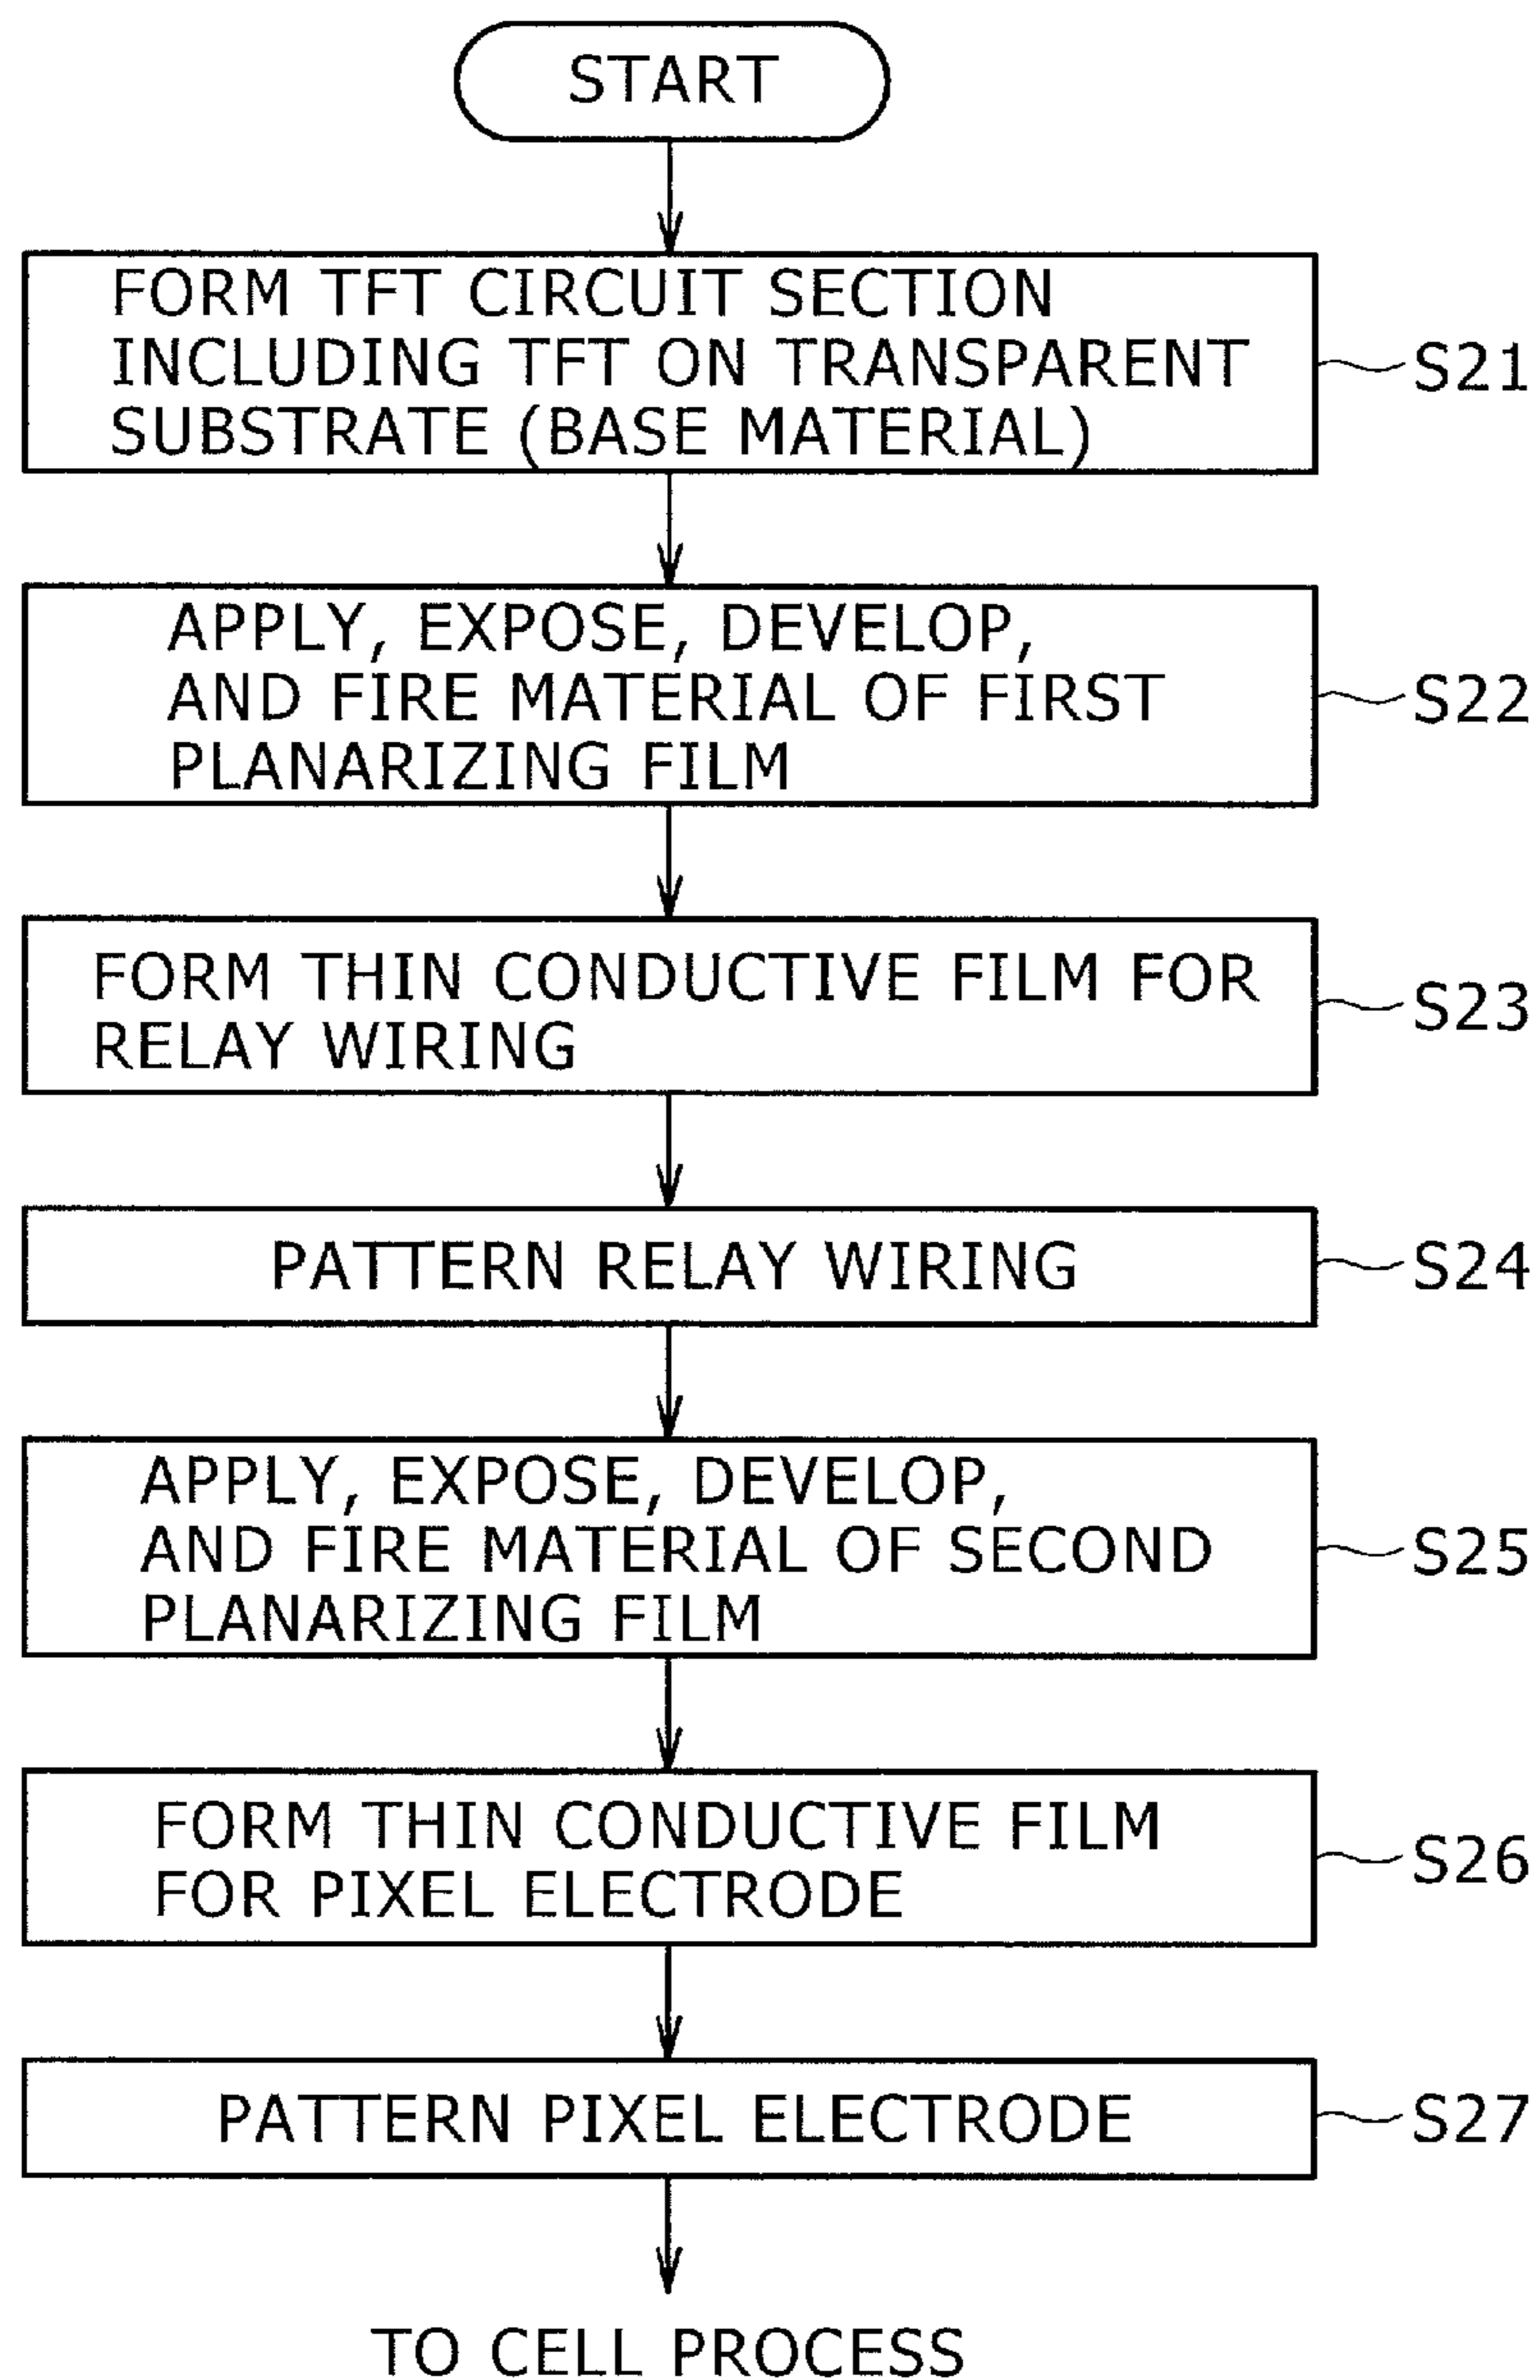 START
FORM TFT CIRCUIT SECTION
INCLUDING TFT ON TRANSPARENT
SUBSTRATE (BASE MATERIAL)
S21
APPLY, EXPOSE, DEVELOP,
AND FIRE MATERIAL OF FIRST
PLANARIZING FILM
S22
FORM THIN CONDUCTIVE FILM FOR
RELAY WIRING
S23
PATTERN RELAY WIRING
S24
APPLY, EXPOSE, DEVELOP,
AND FIRE MATERIAL OF SECOND
PLANARIZING FILM
S25
FORM THIN CONDUCTIVE FILM
FOR PIXEL ELECTRODE
S26
PATTERN PIXEL ELECTRODE
S27
TO CELL PROCESS